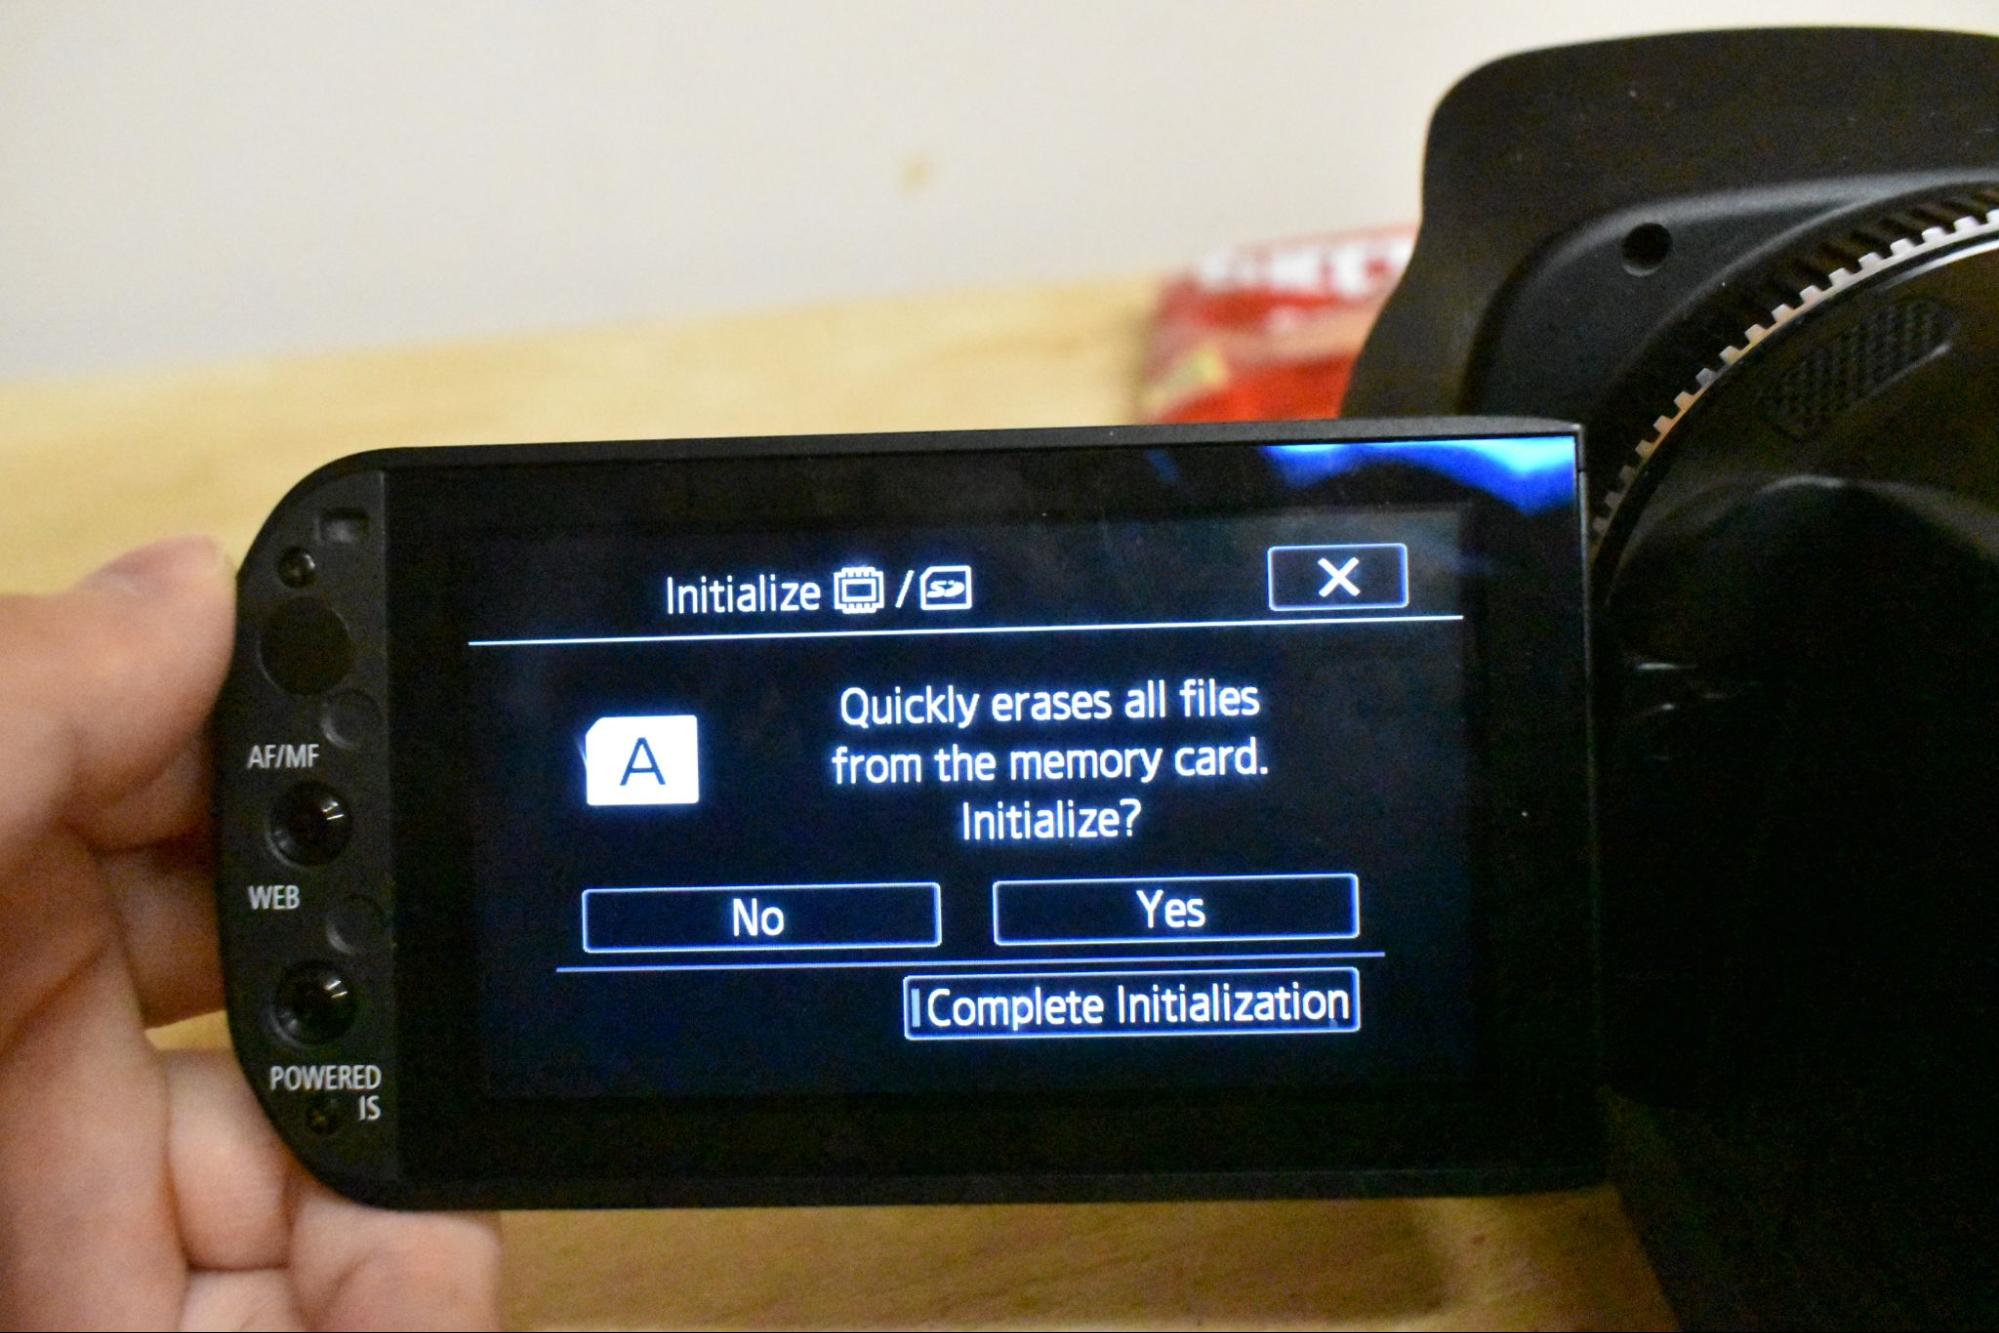 Initialize / SD
X
A
Quickly erases all files
from the memory card.
Initialize?
No
Yes
Complete Initialization
AF/MF
WEB
POWERED
IS